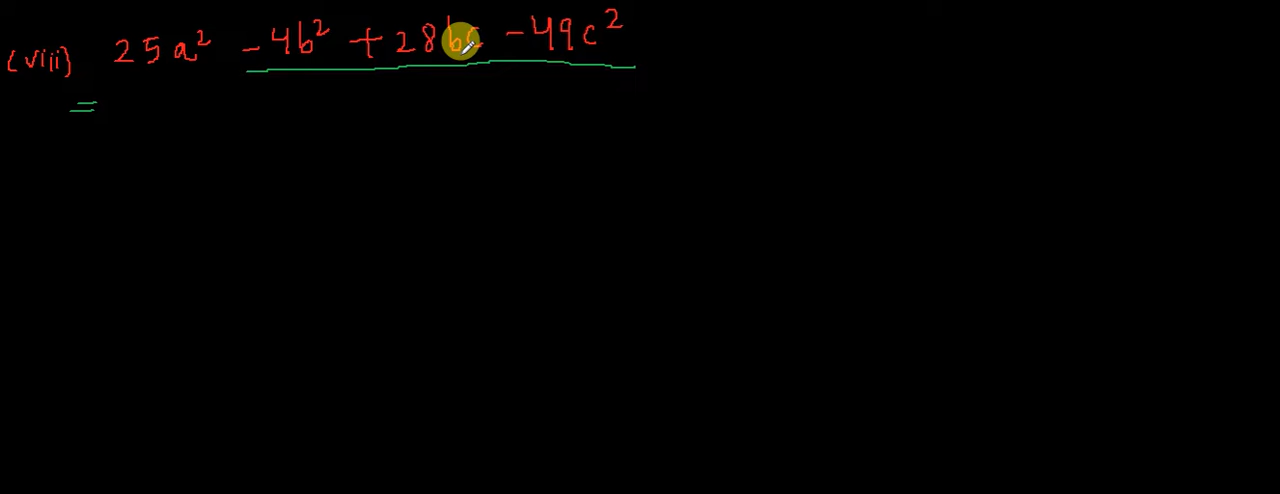 (viii) 25a² - 4b² + 28bc - 49c²
=